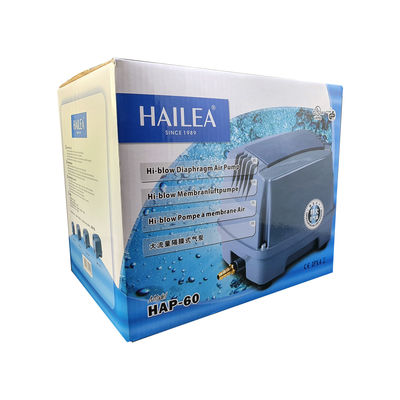 HAILEA
SINCE 1989
Hi-blow Diaphragm Air Pump
Hi-blow Membranluftpumpe
Hi-blow Pompe a membrane Air
大流量隔膜式气泵
HAP-60